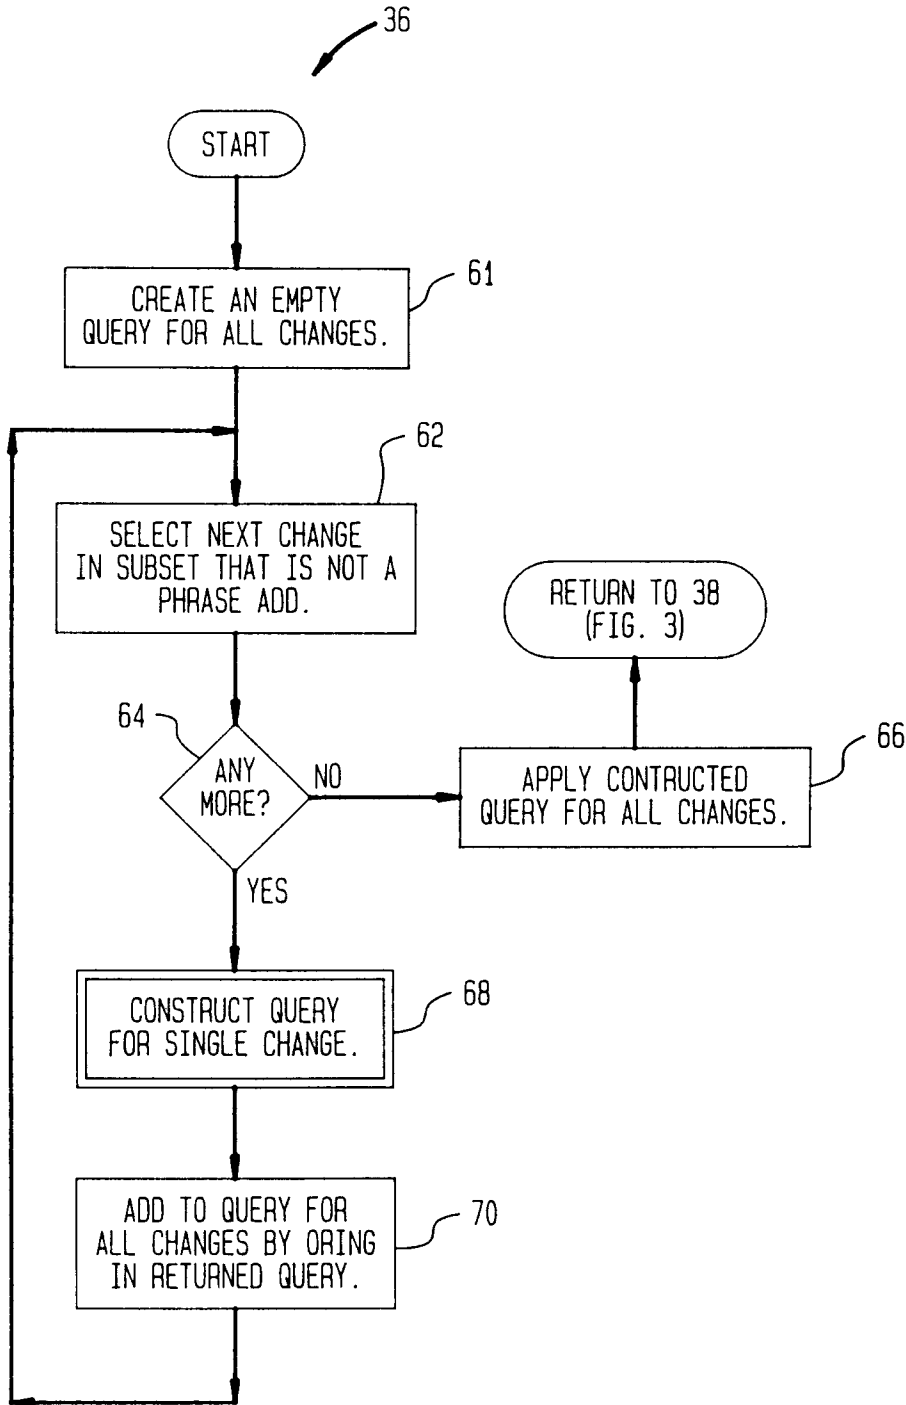 36
START
61
CREATE AN EMPTY
QUERY FOR ALL CHANGES.
62
SELECT NEXT CHANGE
IN SUBSET THAT IS NOT A
PHRASE ADD.
RETURN TO 38
(FIG. 3)
64
ANY
MORE?
NO
66
APPLY CONTRUCTED
QUERY FOR ALL CHANGES.
YES
68
CONSTRUCT QUERY
FOR SINGLE CHANGE.
70
ADD TO QUERY FOR
ALL CHANGES BY ORING
IN RETURNED QUERY.